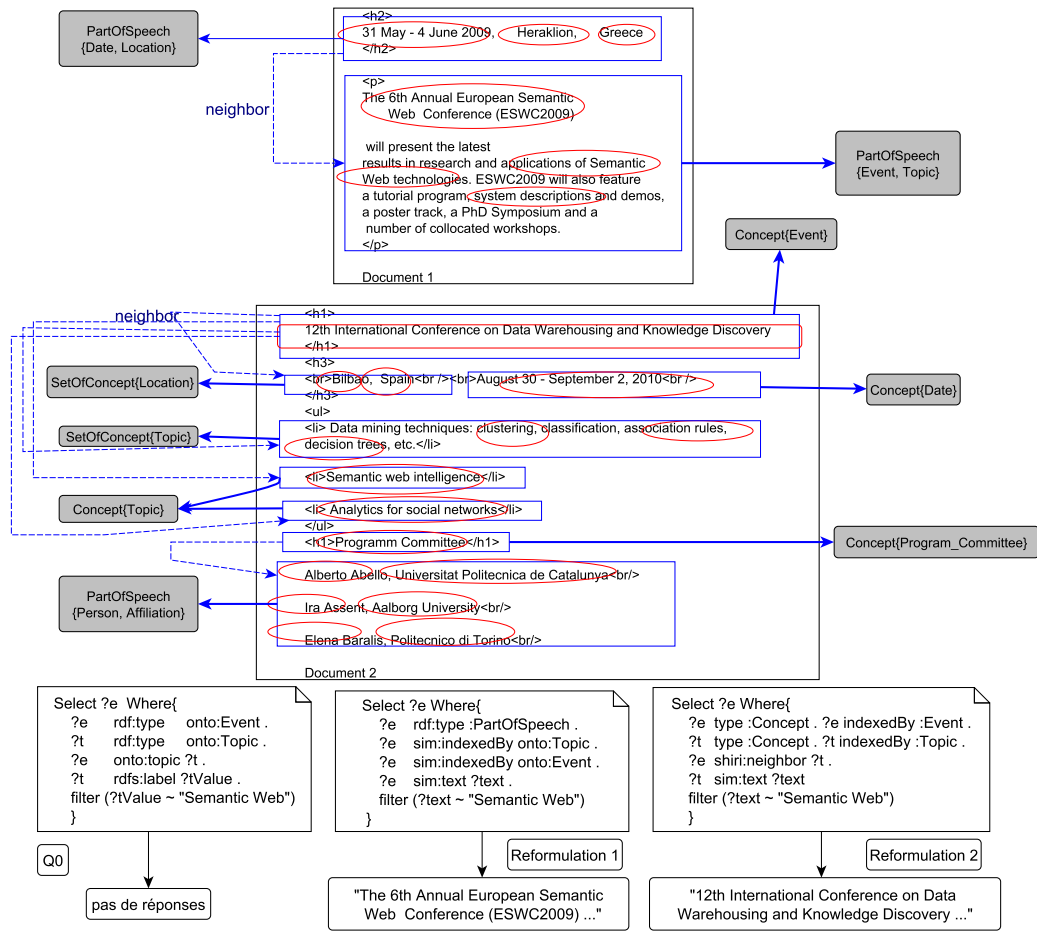 PartOfSpeech
{Date, Location}
<h2>
31 May - 4 June 2009, Heraklion, Greece
</h2>
neighbor
<p>
The 6th Annual European Semantic
Web Conference (ESWC2009)
will present the latest
results in research and applications of Semantic
Web technologies. ESWC2009 will also feature
a tutorial program, system descriptions and demos,
a poster track, a PhD Symposium and a
number of collocated workshops.
</p>
Document 1
PartOfSpeech
{Event, Topic}
Concept{Event}
neighbor
<h1>
12th International Conference on Data Warehousing and Knowledge Discovery
</h1>
<h3>
<br>Bilbao, Spain<br /><br>August 30 - September 2, 2010<br />
</h3>
SetOfConcept{Location}
Concept{Date}
<ul>
<li> Data mining techniques: clustering, classification, association rules,
decision trees, etc.</li>
SetOfConcept{Topic}
<li>Semantic web intelligence</li>
Concept{Topic}
<li> Analytics for social networks</li>
</ul>
<h1>Programm Committee</h1>
Concept{Program_Committee}
Alberto Abello, Universitat Politecnica de Catalunya<br/>
PartOfSpeech
{Person, Affiliation}
Ira Assent, Aalborg University<br/>
Elena Baralis, Politecnico di Torino<br/>
Document 2
Select ?e Where{
?e rdf:type onto:Event .
?t rdf:type onto:Topic .
?e onto:topic ?t .
?t rdfs:label ?tValue .
filter (?tValue ~ "Semantic Web")
}
Q0
pas de réponses
Select ?e Where{
?e rdf:type :PartOfSpeech .
?e sim:indexedBy onto:Topic .
?e sim:indexedBy onto:Event .
?e sim:text ?text .
filter (?text ~ "Semantic Web")
}
Reformulation 1
"The 6th Annual European Semantic
Web Conference (ESWC2009) ..."
Select ?e Where{
?e type :Concept . ?e indexedBy :Event .
?t type :Concept . ?t indexedBy :Topic .
?e shiri:neighbor ?t .
?t sim:text ?text
filter (?text ~ "Semantic Web")
}
Reformulation 2
"12th International Conference on Data
Warehousing and Knowledge Discovery ..."